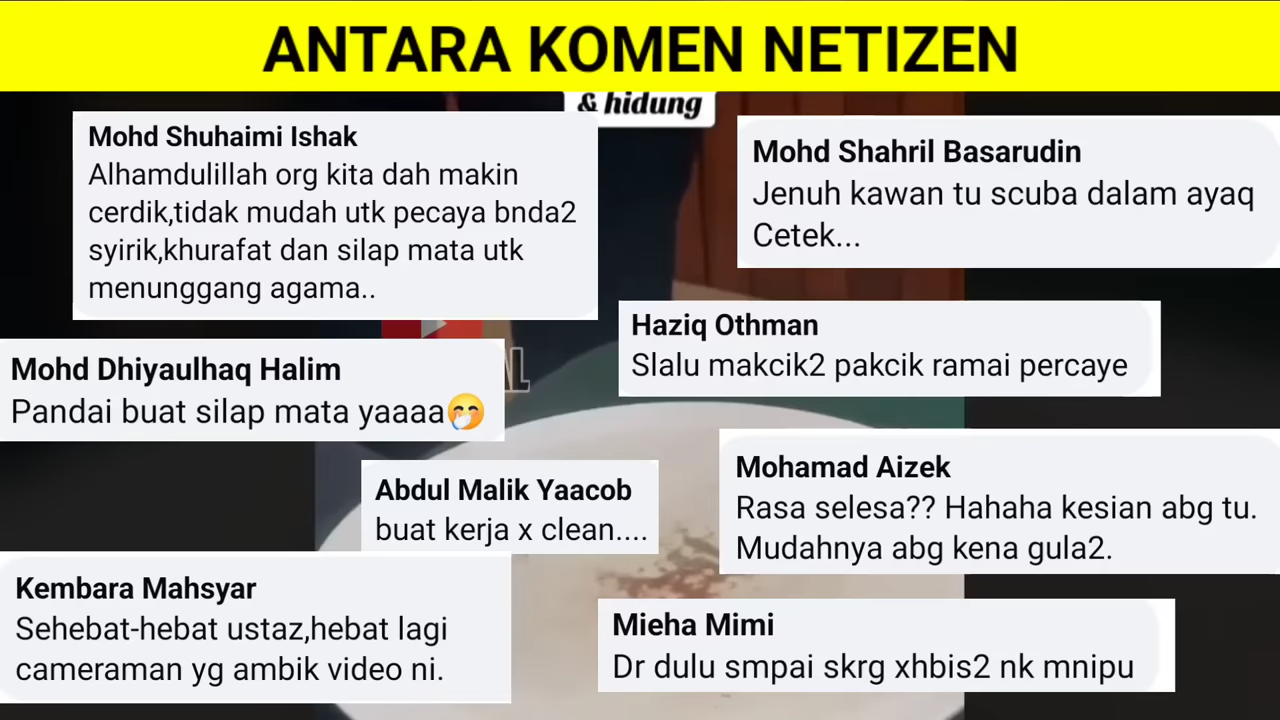 ANTARA KOMEN NETIZEN
& hidung
Mohd Shuhaimi Ishak
Alhamdulillah org kita dah makin
cerdik,tidak mudah utk pecaya bnda2
syirik,khurafat dan silap mata utk
menunggang agama..
Mohd Shahril Basarudin
Jenuh kawan tu scuba dalam ayaq
Cetek...
Haziq Othman
Slalu makcik2 pakcik ramai percaye
Mohd Dhiyaulhaq Halim
Pandai buat silap mata yaaaa🤭
Abdul Malik Yaacob
buat kerja x clean....
Mohamad Aizek
Rasa selesa?? Hahaha kesian abg tu.
Mudahnya abg kena gula2.
Kembara Mahsyar
Sehebat-hebat ustaz,hebat lagi
cameraman yg ambik video ni.
Mieha Mimi
Dr dulu smpai skrg xhbis2 nk mnipu